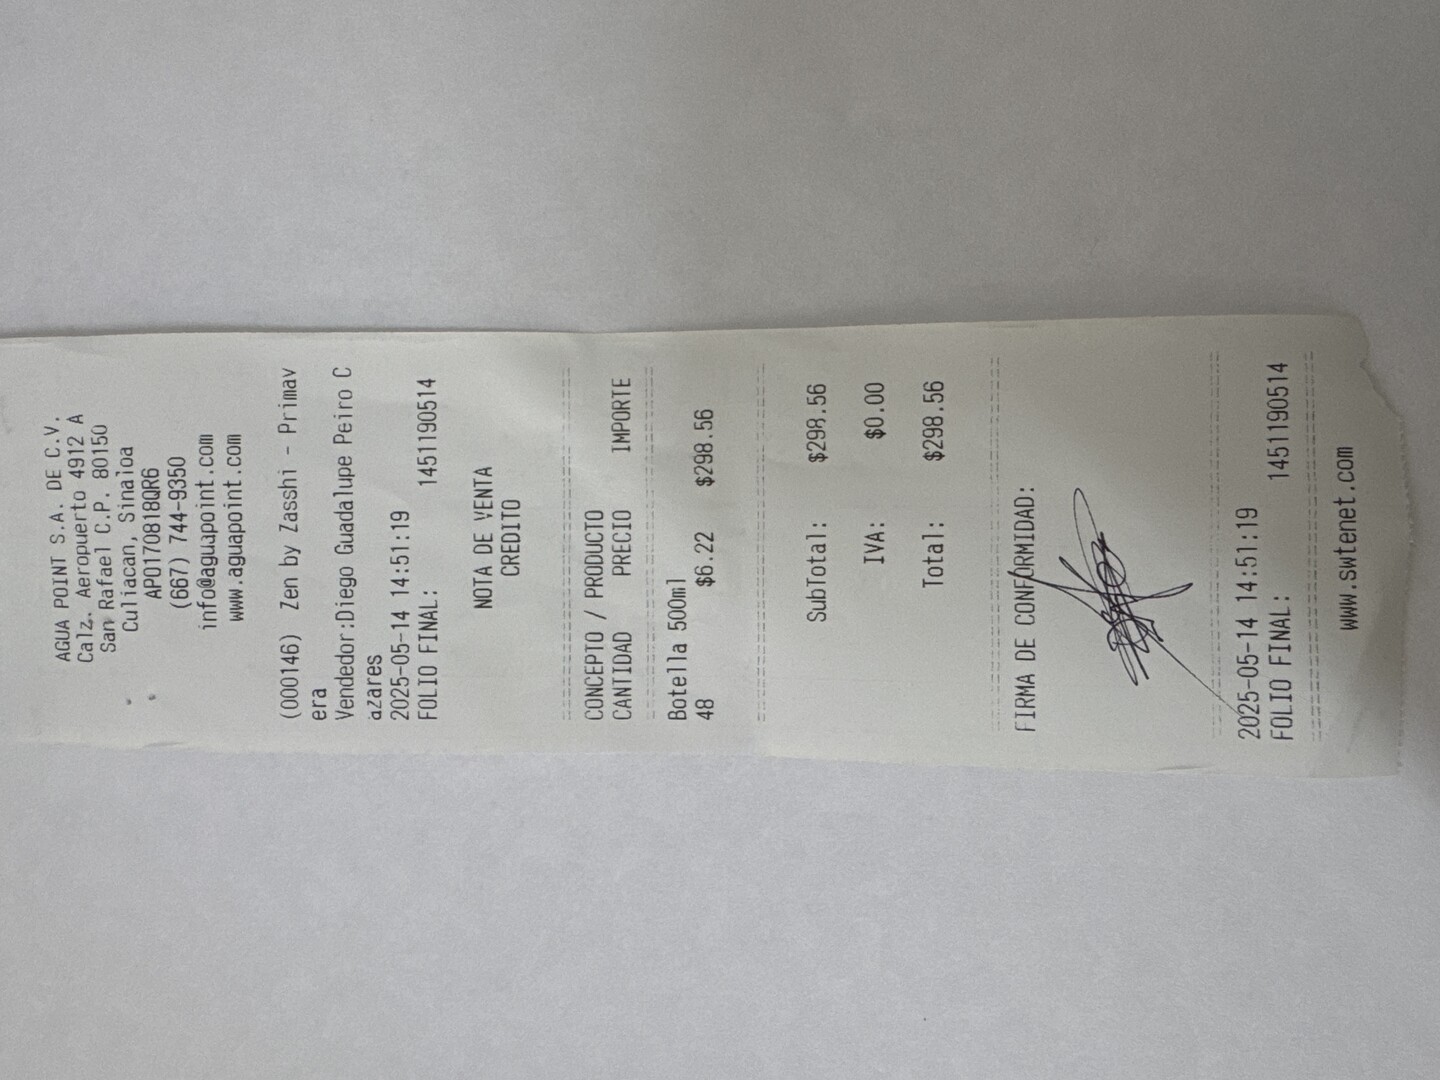 AGUA POINT S.A. DE C.V.
Calz. Aeropuerto 4912 A
San Rafael C.P. 80150
Culiacan, Sinaloa
APO170818QR6
(667) 744-9350
info@aguapoint.com
www.aguapoint.com
(000146) Zen by Zasshi - Primav
era
Vendedor:Diego Guadalupe Peiro C
azares
2025-05-14 14:51:19
FOLIO FINAL: 1451190514
NOTA DE VENTA
CREDITO
CONCEPTO / PRODUCTO
CANTIDAD PRECIO IMPORTE
Botella 500ml
48 $6.22 $298.56
SubTotal: $298.56
IVA: $0.00
Total: $298.56
FIRMA DE CONFORMIDAD:
2025-05-14 14:51:19
FOLIO FINAL: 1451190514
www.swtenet.com